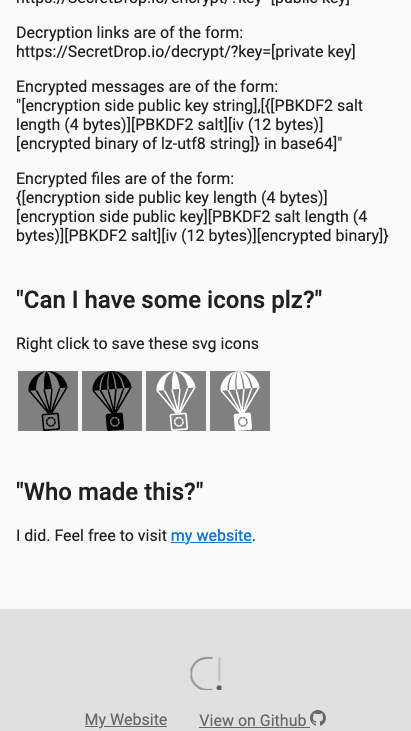 https://SecretDrop.io/encrypt/?key=[public key]
Decryption links are of the form:
https://SecretDrop.io/decrypt/?key=[private key]
Encrypted messages are of the form:
"[encryption side public key string],[{[PBKDF2 salt
length (4 bytes)][PBKDF2 salt][iv (12 bytes)]
[encrypted binary of lz-utf8 string]} in base64]"
Encrypted files are of the form:
{[encryption side public key length (4 bytes)]
[encryption side public key][PBKDF2 salt length (4
bytes)][PBKDF2 salt][iv (12 bytes)][encrypted binary]}
"Can I have some icons plz?"
Right click to save these svg icons
"Who made this?"
I did. Feel free to visit my website.
My Website
View on Github